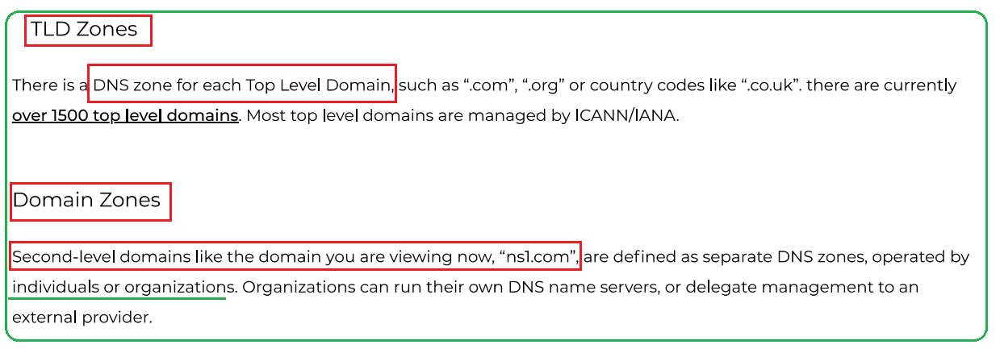 TLD Zones
There is a DNS zone for each Top Level Domain, such as “.com”, “.org” or country codes like “.co.uk”. there are currently
over 1500 top level domains. Most top level domains are managed by ICANN/IANA.
Domain Zones
Second-level domains like the domain you are viewing now, “ns1.com”, are defined as separate DNS zones, operated by
individuals or organizations. Organizations can run their own DNS name servers, or delegate management to an
external provider.